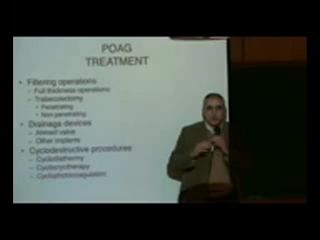 POAG
TREATMENT
• Filtering operations
– Full thickness operations
– Trabeculectomy
• Penetrating
• Non penetrating
• Drainage devices
– Ahmed valve
– Other implants
• Cyclodestructive procedures
– Cyclodiathermy
– Cyclocryotherapy
– Cyclophotocoagulation